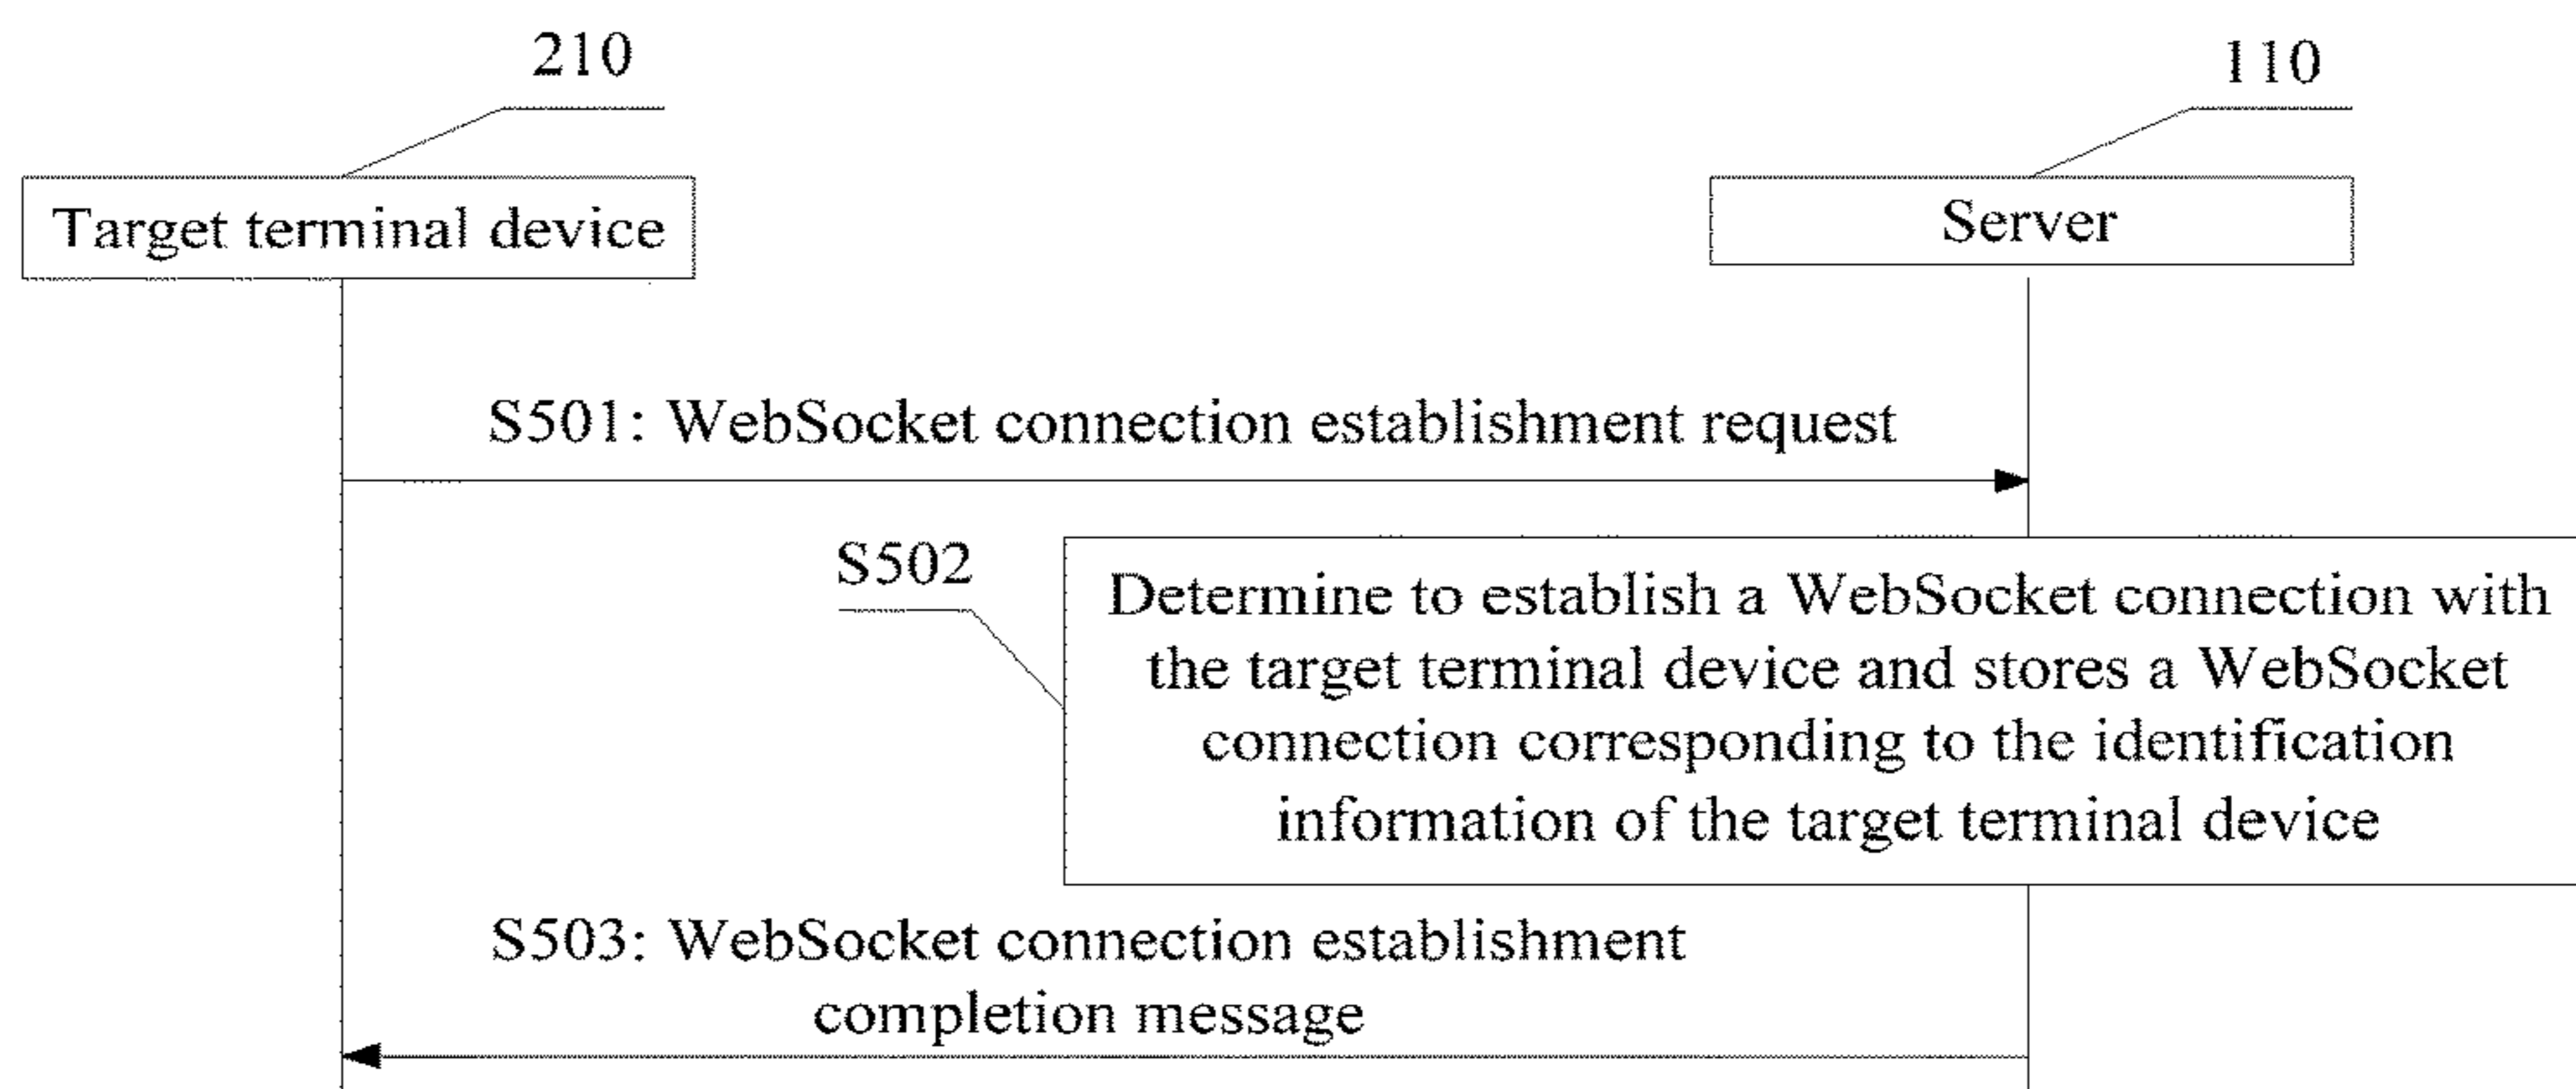 210
110
Target terminal device
Server
S501: WebSocket connection establishment request
S502
Determine to establish a WebSocket connection with
the target terminal device and stores a WebSocket
connection corresponding to the identification
information of the target terminal device
S503: WebSocket connection establishment
completion message